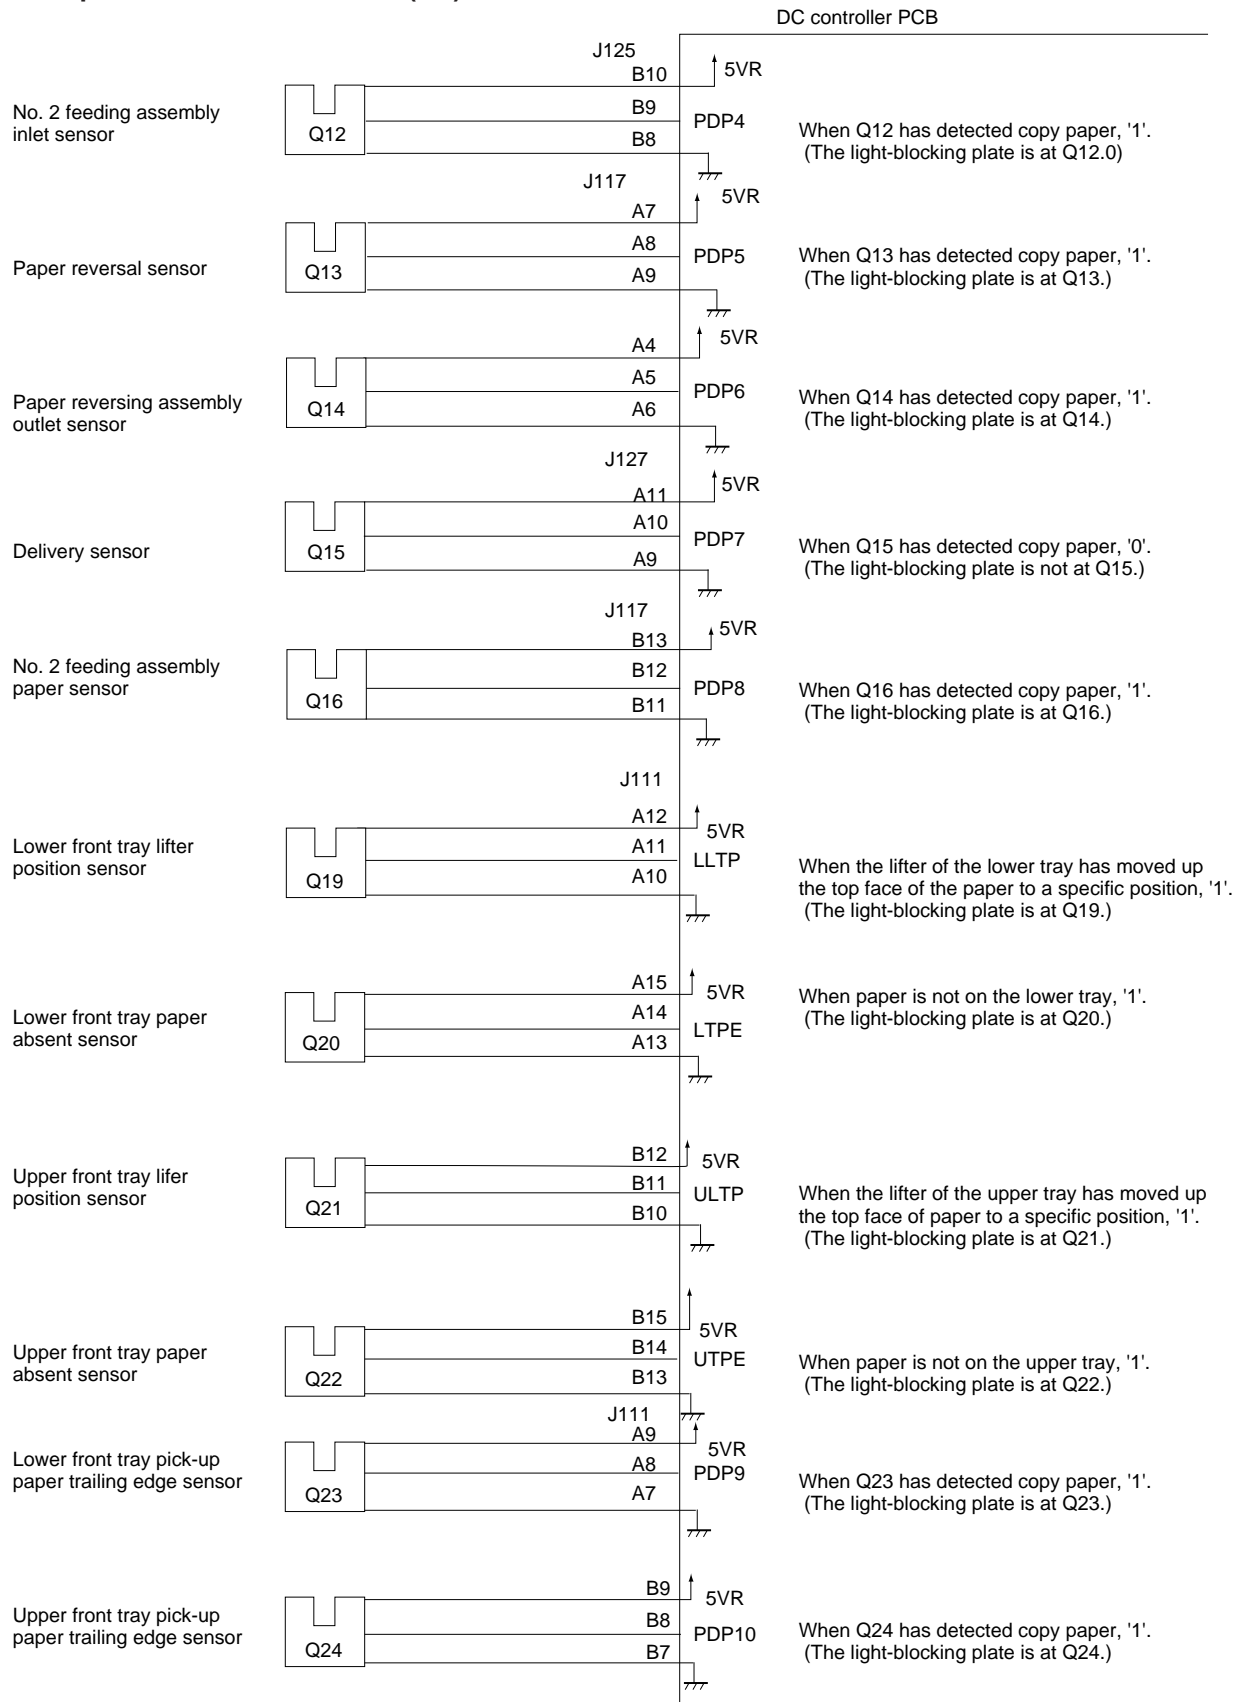 DC controller PCB
J125
B10
5VR
No. 2 feeding assembly
inlet sensor
Q12
B9
PDP4
B8
When Q12 has detected copy paper, '1'.
(The light-blocking plate is at Q12.0)
J117
A7
5VR
Paper reversal sensor
Q13
A8
PDP5
A9
When Q13 has detected copy paper, '1'.
(The light-blocking plate is at Q13.)
A4
5VR
Paper reversing assembly
outlet sensor
Q14
A5
PDP6
A6
When Q14 has detected copy paper, '1'.
(The light-blocking plate is at Q14.)
J127
A11
5VR
Delivery sensor
Q15
A10
PDP7
A9
When Q15 has detected copy paper, '0'.
(The light-blocking plate is not at Q15.)
J117
B13
5VR
No. 2 feeding assembly
paper sensor
Q16
B12
PDP8
B11
When Q16 has detected copy paper, '1'.
(The light-blocking plate is at Q16.)
J111
A12
5VR
Lower front tray lifter
position sensor
Q19
A11
LLTP
A10
When the lifter of the lower tray has moved up
the top face of the paper to a specific position, '1'.
(The light-blocking plate is at Q19.)
A15
5VR
Lower front tray paper
absent sensor
Q20
A14
LTPE
A13
When paper is not on the lower tray, '1'.
(The light-blocking plate is at Q20.)
B12
5VR
Upper front tray lifer
position sensor
Q21
B11
ULTP
B10
When the lifter of the upper tray has moved up
the top face of paper to a specific position, '1'.
(The light-blocking plate is at Q21.)
B15
5VR
Upper front tray paper
absent sensor
Q22
B14
UTPE
B13
When paper is not on the upper tray, '1'.
(The light-blocking plate is at Q22.)
J111
A9
5VR
Lower front tray pick-up
paper trailing edge sensor
Q23
A8
PDP9
A7
When Q23 has detected copy paper, '1'.
(The light-blocking plate is at Q23.)
B9
5VR
Upper front tray pick-up
paper trailing edge sensor
Q24
B8
PDP10
B7
When Q24 has detected copy paper, '1'.
(The light-blocking plate is at Q24.)